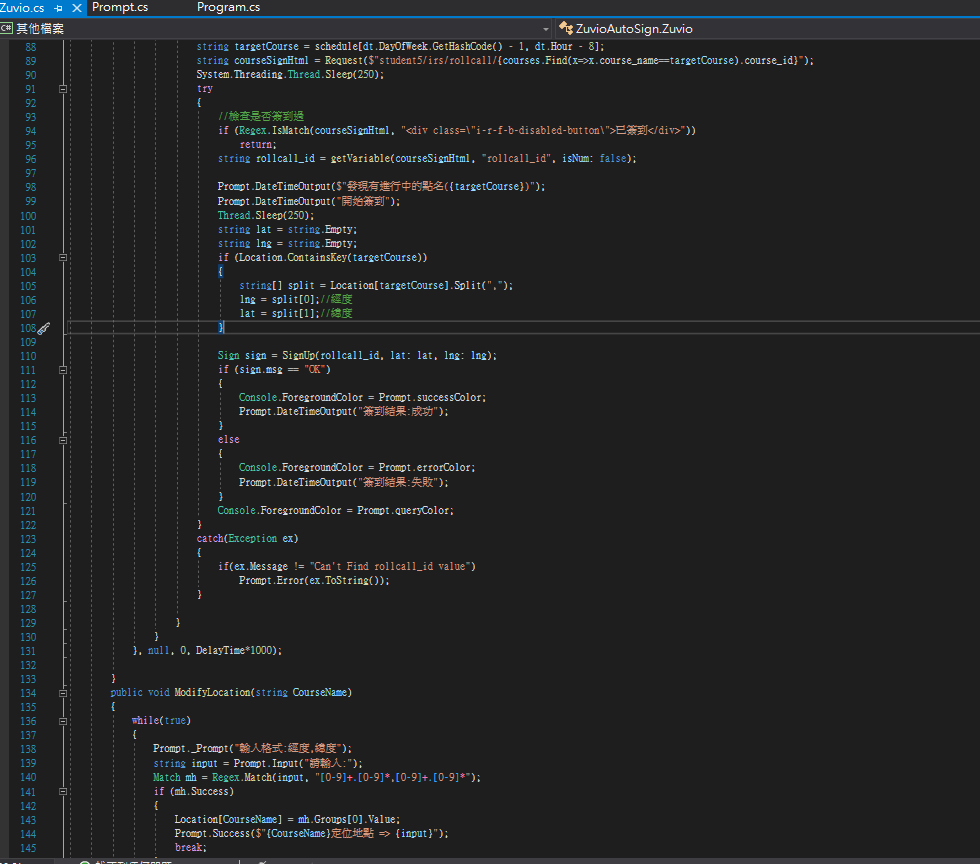 Zuvio.cs Prompt.cs Program.cs
C# 其他檔案 ZuvioAutoSign.Zuvio
88 string targetCourse = schedule[dt.DayOfWeek.GetHashCode() - 1, dt.Hour - 8];
89 string courseSignHtml = Request($"student5/irs/rollcall/{courses.Find(x=>x.course_name==targetCourse).course_id}");
90 System.Threading.Thread.Sleep(250);
91 try
92 {
93 //檢查是否簽到過
94 if (Regex.IsMatch(courseSignHtml, "<div class=\"i-r-f-b-disabled-button\">已簽到</div>"))
95 return;
96 string rollcall_id = getVariable(courseSignHtml, "rollcall_id", isNum: false);
97
98 Prompt.DateTimeOutput($"發現有進行中的點名({targetCourse})");
99 Prompt.DateTimeOutput("開始簽到");
100 Thread.Sleep(250);
101 string lat = string.Empty;
102 string lng = string.Empty;
103 if (Location.ContainsKey(targetCourse))
104 {
105 string[] split = Location[targetCourse].Split(",");
106 lng = split[0];//經度
107 lat = split[1];//緯度
108 }
109
110 Sign sign = SignUp(rollcall_id, lat: lat, lng: lng);
111 if (sign.msg == "OK")
112 {
113 Console.ForegroundColor = Prompt.successColor;
114 Prompt.DateTimeOutput("簽到結果:成功");
115 }
116 else
117 {
118 Console.ForegroundColor = Prompt.errorColor;
119 Prompt.DateTimeOutput("簽到結果:失敗");
120 }
121 Console.ForegroundColor = Prompt.queryColor;
122 }
123 catch(Exception ex)
124 {
125 if(ex.Message != "Can't Find rollcall_id value")
126 Prompt.Error(ex.ToString());
127 }
128
129 }
130 }
131 }, null, 0, DelayTime*1000);
132
133 }
134 public void ModifyLocation(string CourseName)
135 {
136 while(true)
137 {
138 Prompt._Prompt("輸入格式:經度,緯度");
139 string input = Prompt.Input("請輸入:");
140 Match mh = Regex.Match(input, "[0-9]+.[0-9]*,[0-9]+.[0-9]*");
141 if (mh.Success)
142 {
143 Location[CourseName] = mh.Groups[0].Value;
144 Prompt.Success($"{CourseName}定位地點 => {input}");
145 break;